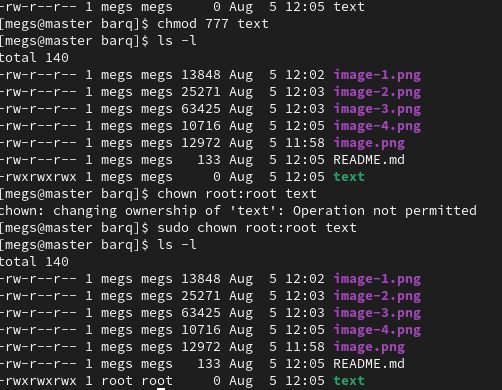 -rw-r--r-- 1 megs megs     0 Aug  5 12:05 text
[megs@master barq]$ chmod 777 text
[megs@master barq]$ ls -l
total 140
-rw-r--r-- 1 megs megs 13848 Aug  5 12:02 image-1.png
-rw-r--r-- 1 megs megs 25271 Aug  5 12:03 image-2.png
-rw-r--r-- 1 megs megs 63425 Aug  5 12:03 image-3.png
-rw-r--r-- 1 megs megs 10716 Aug  5 12:05 image-4.png
-rw-r--r-- 1 megs megs 12972 Aug  5 11:58 image.png
-rw-r--r-- 1 megs megs   133 Aug  5 12:05 README.md
-rwxrwxrwx 1 megs megs     0 Aug  5 12:05 text
[megs@master barq]$ chown root:root text
chown: changing ownership of 'text': Operation not permitted
[megs@master barq]$ sudo chown root:root text
[megs@master barq]$ ls -l
total 140
-rw-r--r-- 1 megs megs 13848 Aug  5 12:02 image-1.png
-rw-r--r-- 1 megs megs 25271 Aug  5 12:03 image-2.png
-rw-r--r-- 1 megs megs 63425 Aug  5 12:03 image-3.png
-rw-r--r-- 1 megs megs 10716 Aug  5 12:05 image-4.png
-rw-r--r-- 1 megs megs 12972 Aug  5 11:58 image.png
-rw-r--r-- 1 megs megs   133 Aug  5 12:05 README.md
-rwxrwxrwx 1 root root     0 Aug  5 12:05 text